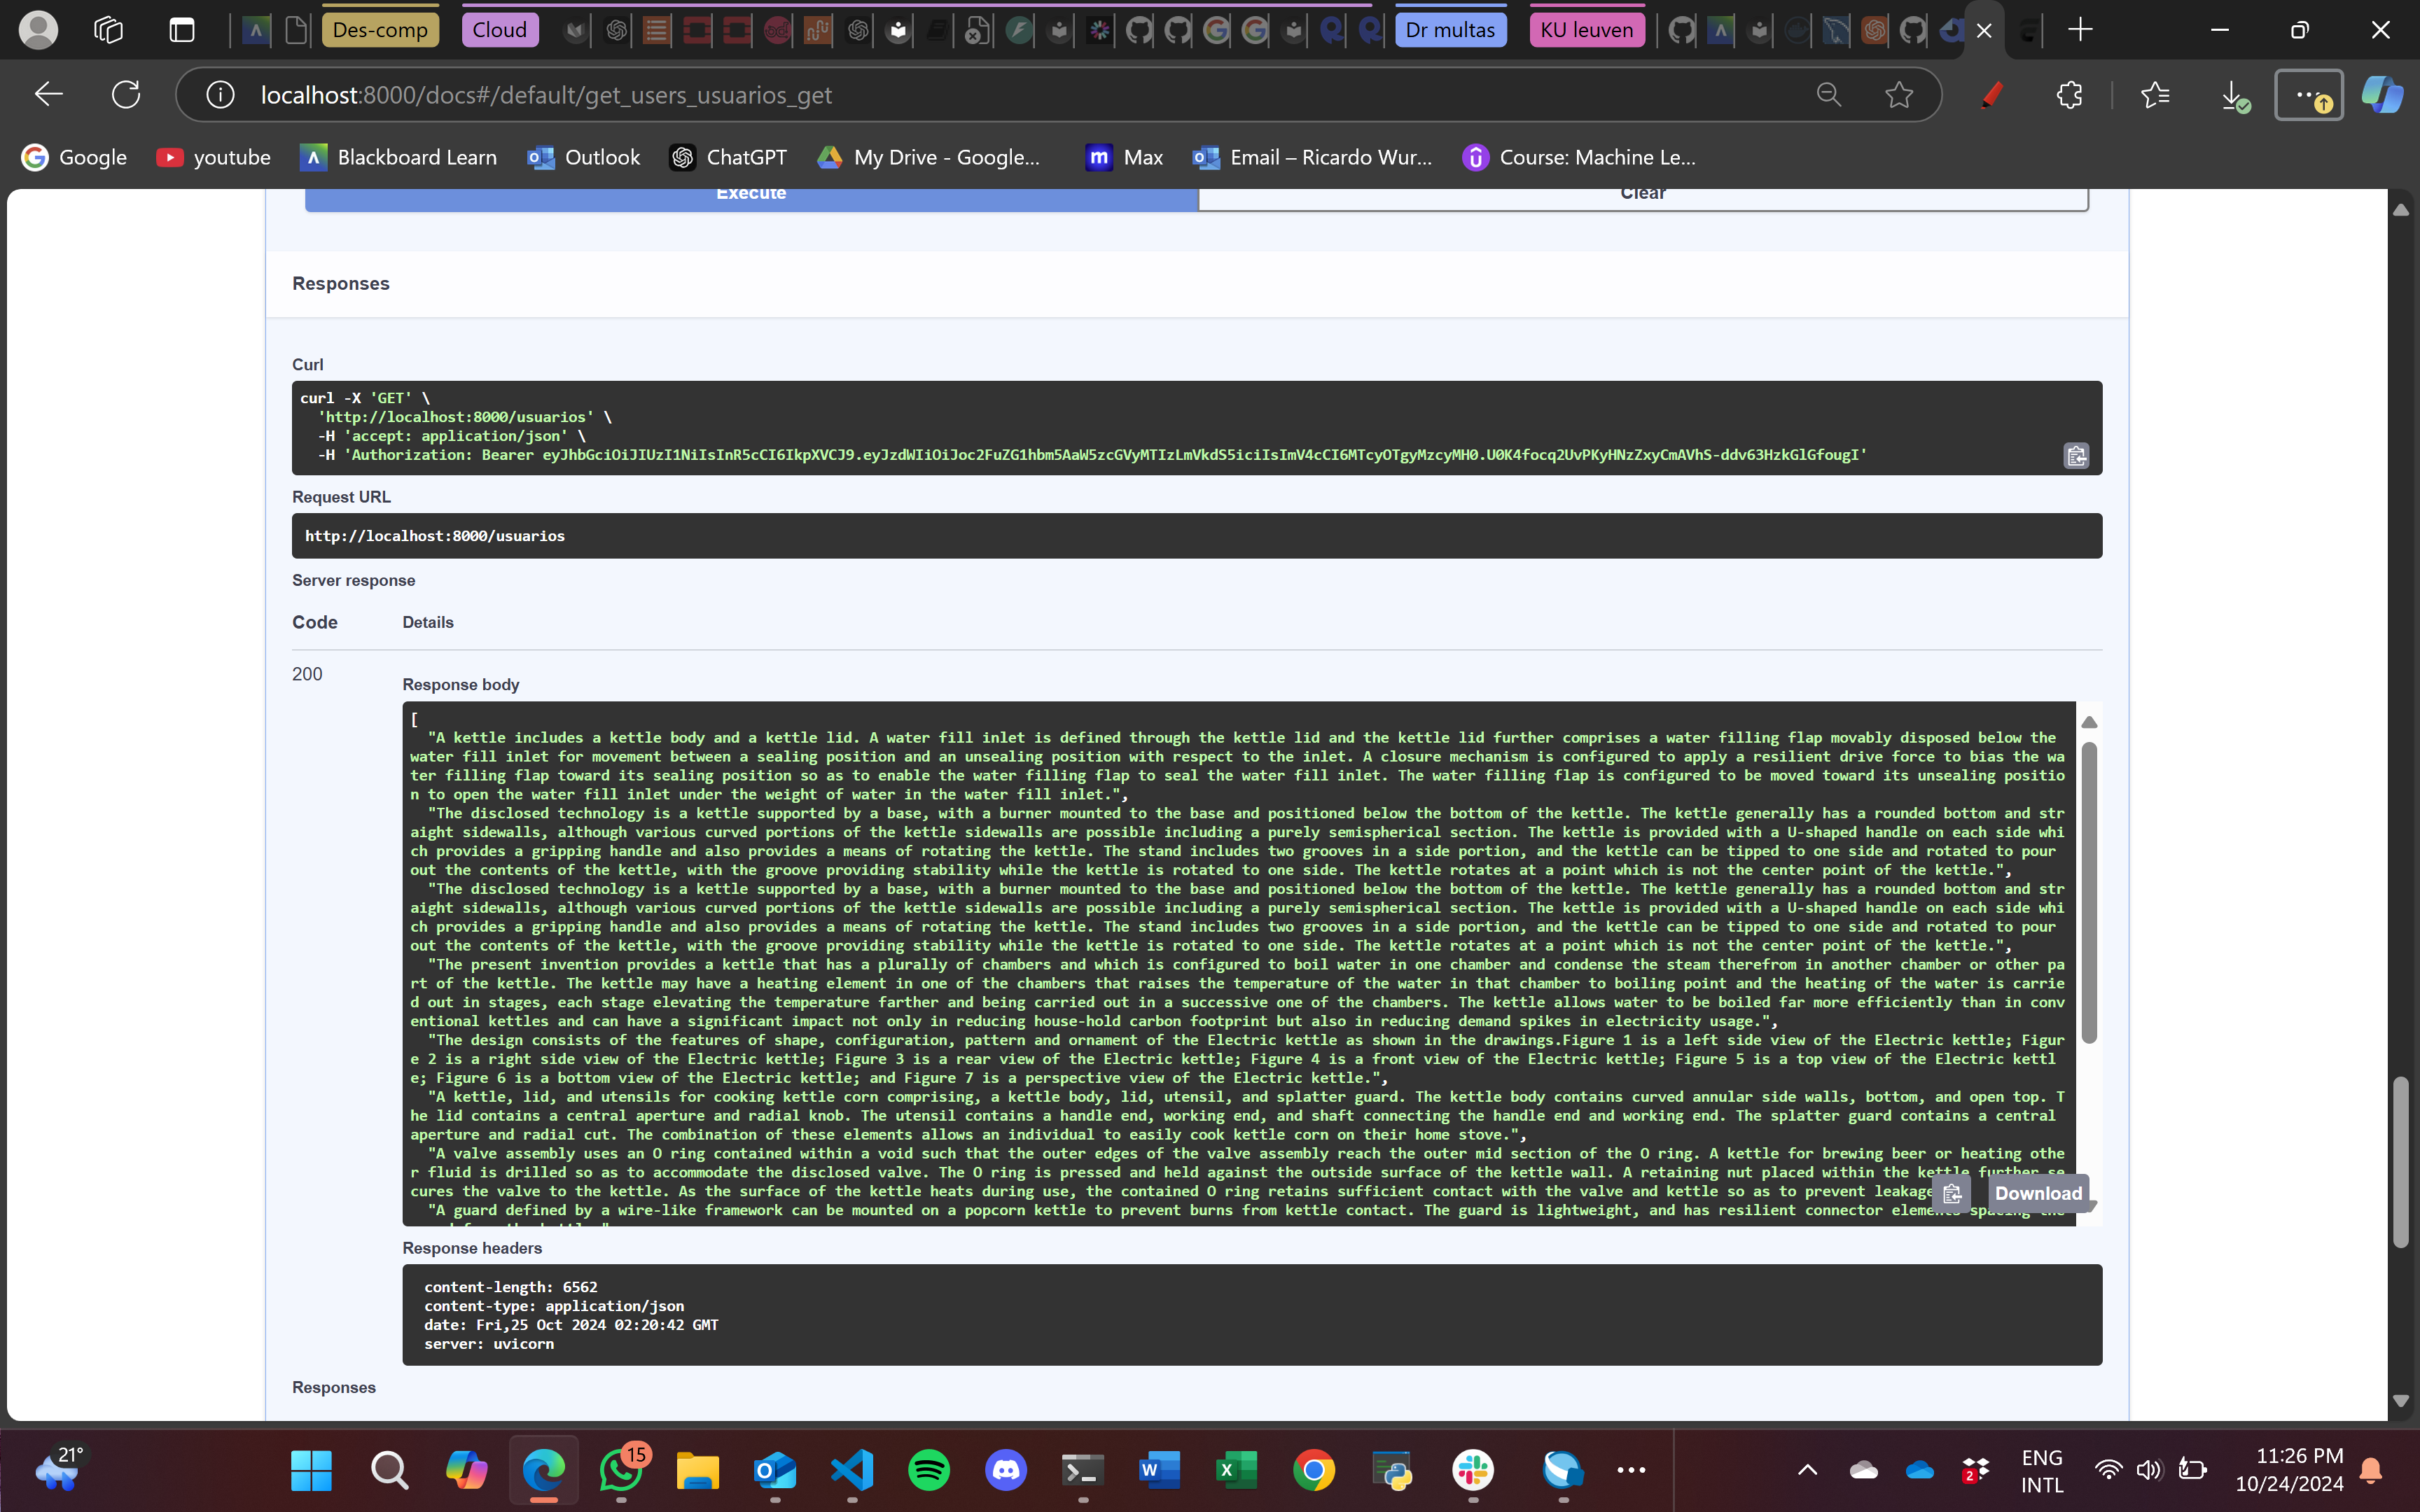 Des-comp
Cloud
Dr multas
KU leuven
localhost:8000/docs#/default/get_users_usuarios_get
Google
youtube
Blackboard Learn
Outlook
ChatGPT
My Drive - Google...
Max
Email – Ricardo Wur...
Course: Machine Le...
Execute
Clear
Responses
Curl
curl -X 'GET' \
'http://localhost:8000/usuarios' \
-H 'accept: application/json' \
-H 'Authorization: Bearer eyJhbGciOiJIUzI1NiIsInR5cCI6IkpXVCJ9.eyJzdWIiOiJoc2FuZG1hbm5AaW5zcGVyMTIzLmVkdS5iciIsImV4cCI6MTcyOTgyMzcyMH0.U0K4focq2UvPKyHNzZxyCmAVhS-ddv63HzkGlGfougI'
Request URL
http://localhost:8000/usuarios
Server response
Code
Details
200
Response body
[
"A kettle includes a kettle body and a kettle lid. A water fill inlet is defined through the kettle lid and the kettle lid further comprises a water filling flap movably disposed below the
water fill inlet for movement between a sealing position and an unsealing position with respect to the inlet. A closure mechanism is configured to apply a resilient drive force to bias the wa
ter filling flap toward its sealing position so as to enable the water filling flap to seal the water fill inlet. The water filling flap is configured to be moved toward its unsealing positio
n to open the water fill inlet under the weight of water in the water fill inlet.",
"The disclosed technology is a kettle supported by a base, with a burner mounted to the base and positioned below the bottom of the kettle. The kettle generally has a rounded bottom and str
aight sidewalls, although various curved portions of the kettle sidewalls are possible including a purely semispherical section. The kettle is provided with a U-shaped handle on each side whi
ch provides a gripping handle and also provides a means of rotating the kettle. The stand includes two grooves in a side portion, and the kettle can be tipped to one side and rotated to pour
out the contents of the kettle, with the groove providing stability while the kettle is rotated to one side. The kettle rotates at a point which is not the center point of the kettle.",
"The disclosed technology is a kettle supported by a base, with a burner mounted to the base and positioned below the bottom of the kettle. The kettle generally has a rounded bottom and str
aight sidewalls, although various curved portions of the kettle sidewalls are possible including a purely semispherical section. The kettle is provided with a U-shaped handle on each side whi
ch provides a gripping handle and also provides a means of rotating the kettle. The stand includes two grooves in a side portion, and the kettle can be tipped to one side and rotated to pour
out the contents of the kettle, with the groove providing stability while the kettle is rotated to one side. The kettle rotates at a point which is not the center point of the kettle.",
"The present invention provides a kettle that has a plurally of chambers and which is configured to boil water in one chamber and condense the steam therefrom in another chamber or other pa
rt of the kettle. The kettle may have a heating element in one of the chambers that raises the temperature of the water in that chamber to boiling point and the heating of the water is carrie
d out in stages, each stage elevating the temperature farther and being carried out in a successive one of the chambers. The kettle allows water to be boiled far more efficiently than in conv
entional kettles and can have a significant impact not only in reducing house-hold carbon footprint but also in reducing demand spikes in electricity usage.",
"The design consists of the features of shape, configuration, pattern and ornament of the Electric kettle as shown in the drawings.Figure 1 is a left side view of the Electric kettle; Figur
e 2 is a right side view of the Electric kettle; Figure 3 is a rear view of the Electric kettle; Figure 4 is a front view of the Electric kettle; Figure 5 is a top view of the Electric kettl
e; Figure 6 is a bottom view of the Electric kettle; and Figure 7 is a perspective view of the Electric kettle.",
"A kettle, lid, and utensils for cooking kettle corn comprising, a kettle body, lid, utensil, and splatter guard. The kettle body contains curved annular side walls, bottom, and open top. T
he lid contains a central aperture and radial knob. The utensil contains a handle end, working end, and shaft connecting the handle end and working end. The splatter guard contains a central
aperture and radial cut. The combination of these elements allows an individual to easily cook kettle corn on their home stove.",
"A valve assembly uses an O ring contained within a void such that the outer edges of the valve assembly reach the outer mid section of the O ring. A kettle for brewing beer or heating othe
r fluid is drilled so as to accommodate the disclosed valve. The O ring is pressed and held against the outside surface of the kettle wall. A retaining nut placed within the kettle further se
cures the valve to the kettle. As the surface of the kettle heats during use, the contained O ring retains sufficient contact with the valve and kettle so as to prevent leakage
"A guard defined by a wire-like framework can be mounted on a popcorn kettle to prevent burns from kettle contact. The guard is lightweight, and has resilient connector elements spacing the
Download
Response headers
content-length: 6562
content-type: application/json
date: Fri,25 Oct 2024 02:20:42 GMT
server: uvicorn
Responses
21°
15
2
ENG
INTL
11:26 PM
10/24/2024